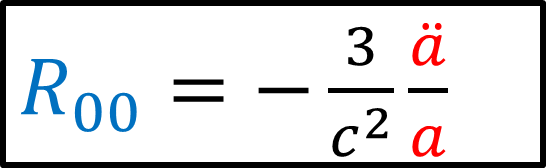 R₀₀ = − 3/c² ä/a